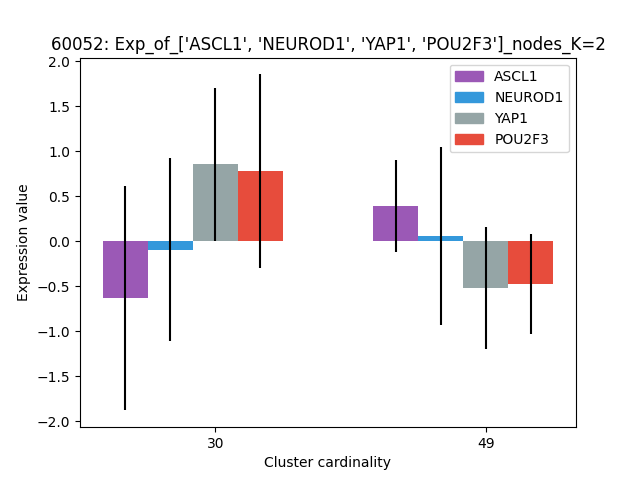 60052: Exp_of_['ASCL1', 'NEUROD1', 'YAP1', 'POU2F3']_nodes_K=2
ASCL1
NEUROD1
YAP1
POU2F3
Expression value
2.0
1.5
1.0
0.5
0.0
−0.5
−1.0
−1.5
−2.0
30
49
Cluster cardinality